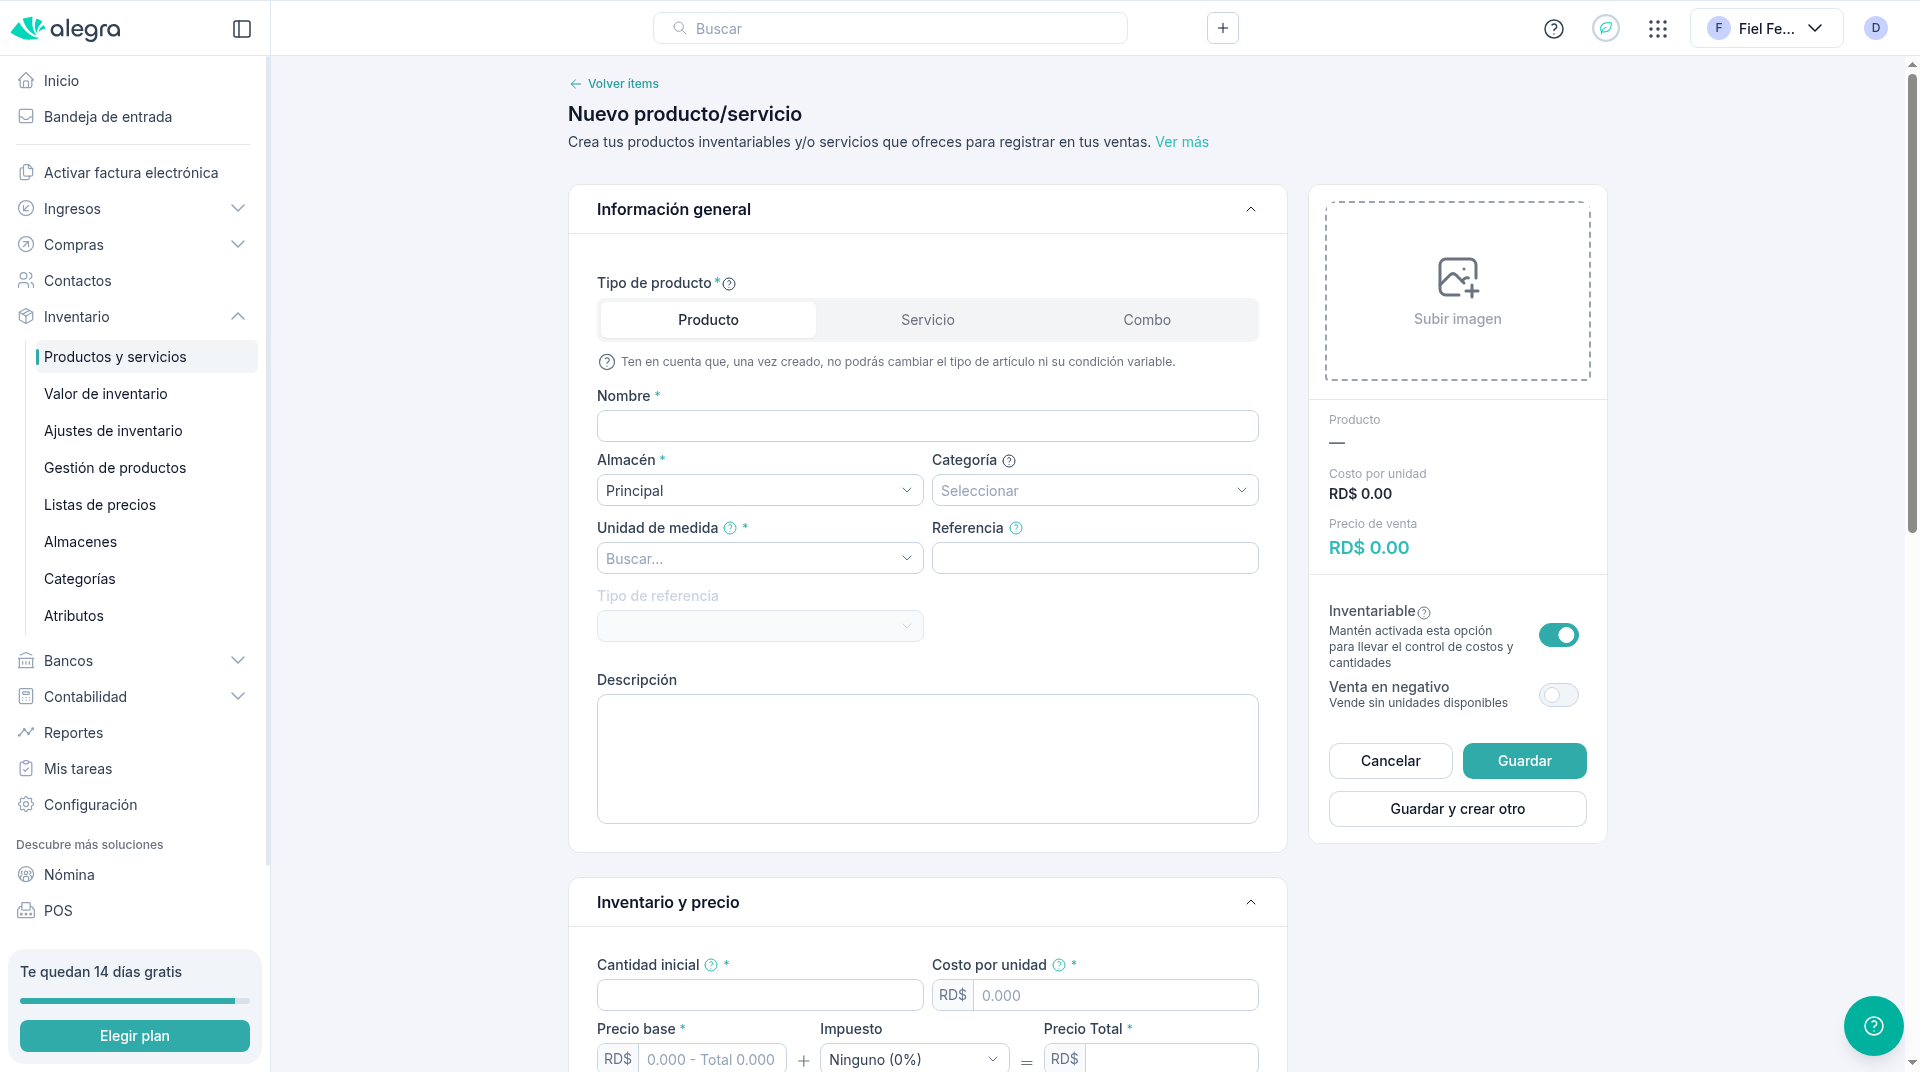 alegra
Buscar
F
Fiel Fe...
D
Inicio
Bandeja de entrada
Activar factura electrónica
Ingresos
Compras
Contactos
Inventario
Productos y servicios
Valor de inventario
Ajustes de inventario
Gestión de productos
Listas de precios
Almacenes
Categorías
Atributos
Bancos
Contabilidad
Reportes
Mis tareas
Configuración
Descubre más soluciones
Nómina
POS
Te quedan 14 días gratis
Elegir plan
Volver ítems
Nuevo producto/servicio
Crea tus productos inventariables y/o servicios que ofreces para registrar en tus ventas. Ver más
Información general
Tipo de producto *
Producto Servicio Combo
Ten en cuenta que, una vez creado, no podrás cambiar el tipo de artículo ni su condición variable.
Nombre *
Almacén * Categoría
Principal Seleccionar
Unidad de medida * Referencia
Buscar...
Tipo de referencia
Descripción
Inventario y precio
Cantidad inicial * Costo por unidad *
RD$ 0.000
Precio base * Impuesto Precio Total *
RD$ 0.000 - Total 0.000 + Ninguno (0%) = RD$
Subir imagen
Producto
—
Costo por unidad
RD$ 0.00
Precio de venta
RD$ 0.00
Inventariable
Mantén activada esta opción
para llevar el control de costos y
cantidades
Venta en negativo
Vende sin unidades disponibles
Cancelar Guardar
Guardar y crear otro